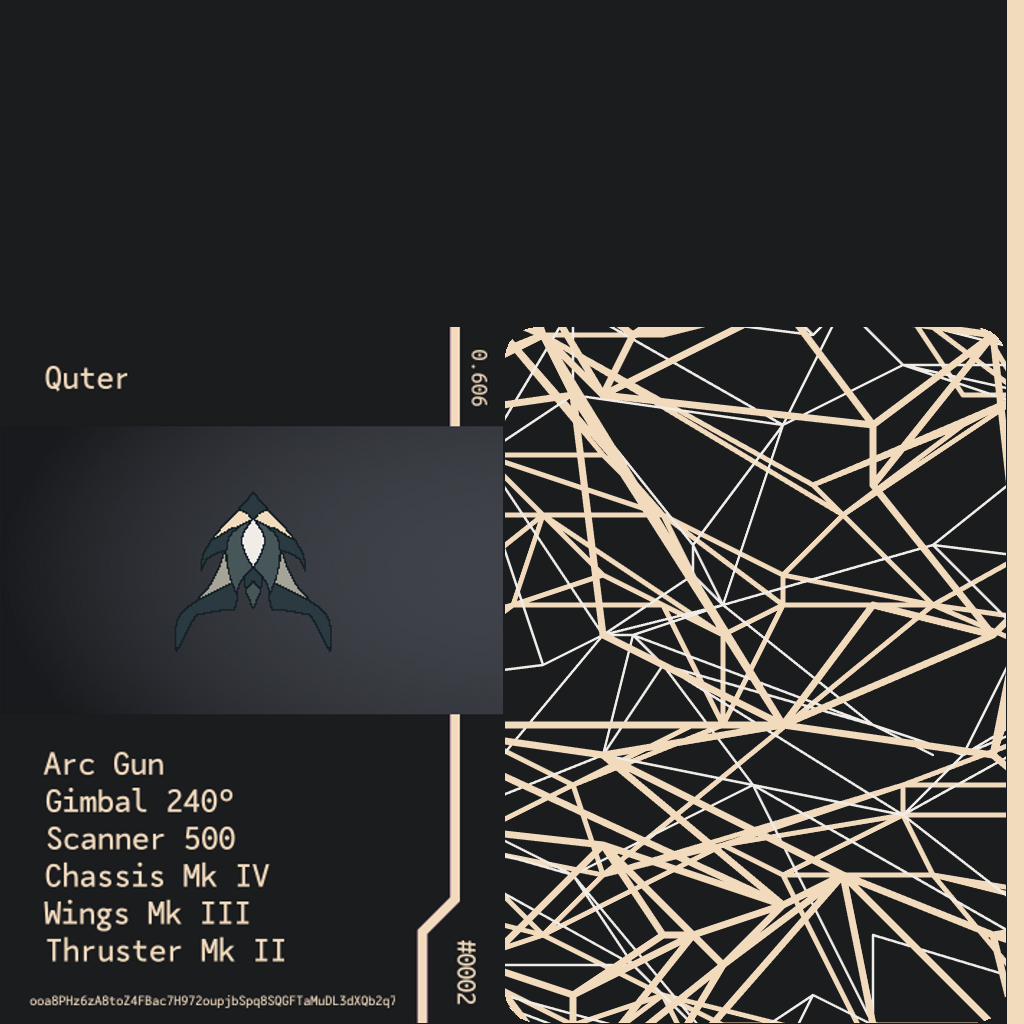 Quter
0.606
Arc Gun
Gimbal 240°
Scanner 500
Chassis Mk IV
Wings Mk III
Thruster Mk II
#0002
ooa8PHz6zA8toZ4FBac7H972oupjbSpq8SQGFTaMuDL3dXQb2q7